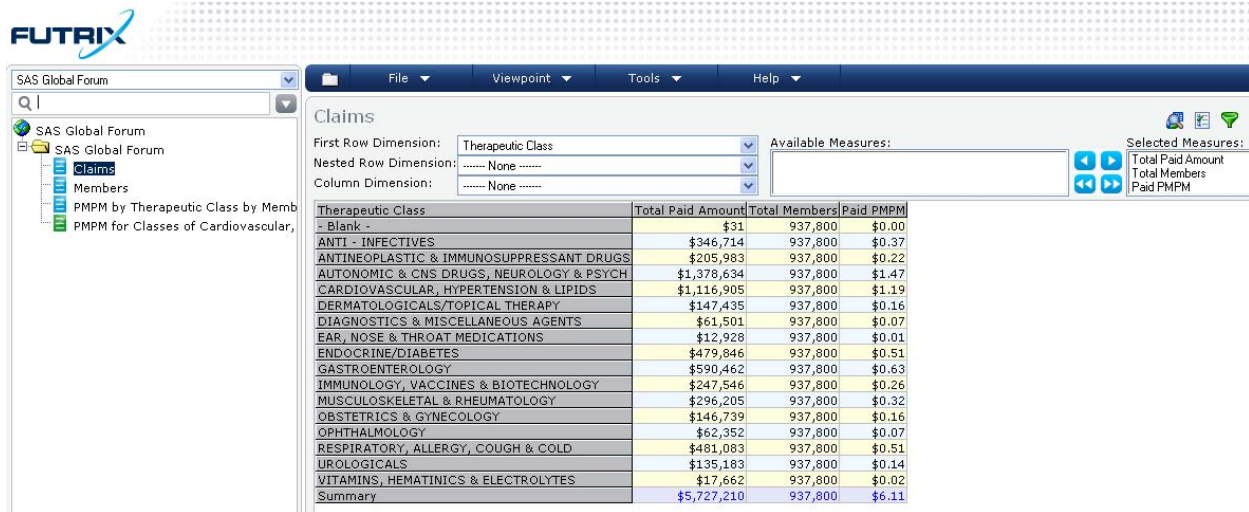 FUTRIX
SAS Global Forum
File Viewpoint Tools Help
SAS Global Forum
SAS Global Forum
Claims
Members
PMPM by Therapeutic Class by Memb
PMPM for Classes of Cardiovascular,
Claims
First Row Dimension: Therapeutic Class Available Measures: Selected Measures:
Nested Row Dimension: ------- None ------- Total Paid Amount
Total Members
Column Dimension: ------- None ------- Paid PMPM
Therapeutic Class Total Paid Amount Total Members Paid PMPM
- Blank - $31 937,800 $0.00
ANTI - INFECTIVES $346,714 937,800 $0.37
ANTINEOPLASTIC & IMMUNOSUPPRESSANT DRUGS $205,983 937,800 $0.22
AUTONOMIC & CNS DRUGS, NEUROLOGY & PSYCH $1,378,634 937,800 $1.47
CARDIOVASCULAR, HYPERTENSION & LIPIDS $1,116,905 937,800 $1.19
DERMATOLOGICALS/TOPICAL THERAPY $147,435 937,800 $0.16
DIAGNOSTICS & MISCELLANEOUS AGENTS $61,501 937,800 $0.07
EAR, NOSE & THROAT MEDICATIONS $12,928 937,800 $0.01
ENDOCRINE/DIABETES $479,846 937,800 $0.51
GASTROENTEROLOGY $590,462 937,800 $0.63
IMMUNOLOGY, VACCINES & BIOTECHNOLOGY $247,546 937,800 $0.26
MUSCULOSKELETAL & RHEUMATOLOGY $296,205 937,800 $0.32
OBSTETRICS & GYNECOLOGY $146,739 937,800 $0.16
OPHTHALMOLOGY $62,352 937,800 $0.07
RESPIRATORY, ALLERGY, COUGH & COLD $481,083 937,800 $0.51
UROLOGICALS $135,183 937,800 $0.14
VITAMINS, HEMATINICS & ELECTROLYTES $17,662 937,800 $0.02
Summary $5,727,210 937,800 $6.11